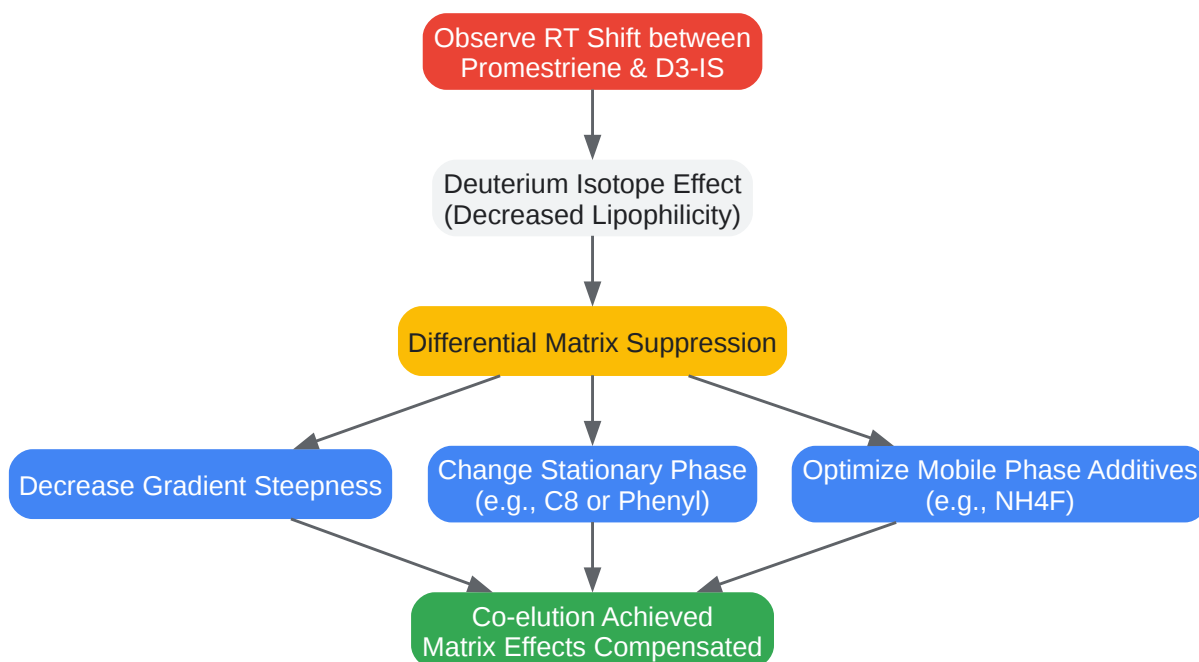 Observe RT Shift between
Promestriene & D3-IS
Deuterium Isotope Effect
(Decreased Lipophilicity)
Differential Matrix Suppression
Decrease Gradient Steepness
Change Stationary Phase
(e.g., C8 or Phenyl)
Optimize Mobile Phase Additives
(e.g., NH4F)
Co-elution Achieved
Matrix Effects Compensated